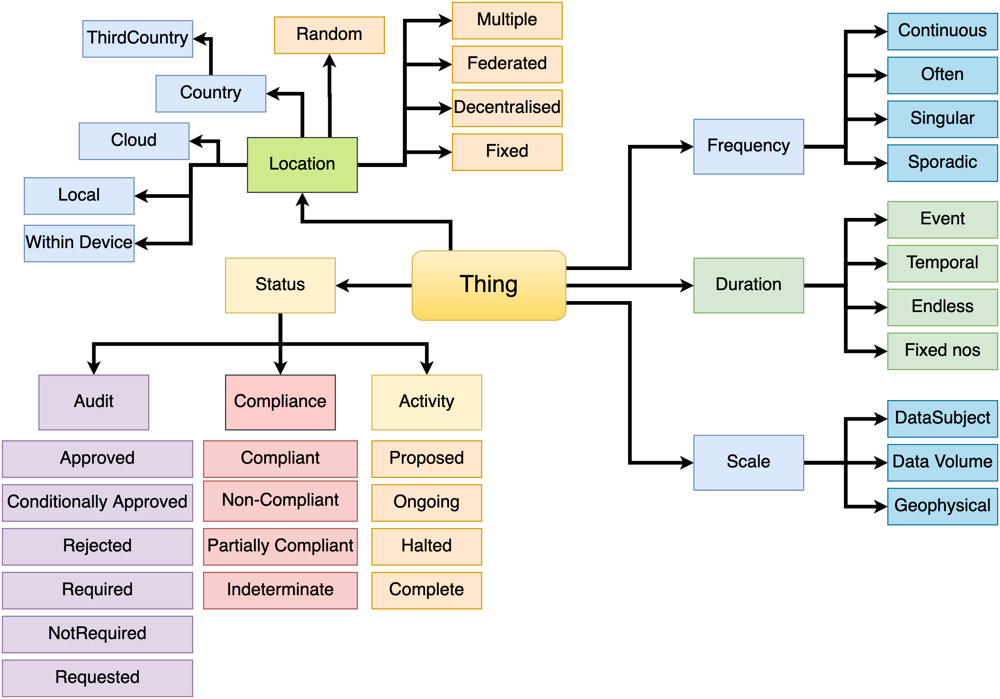 Multiple
Continuous
ThirdCountry
Random
Federated
Often
Country
Decentralised
Singular
Cloud
Frequency
Location
Fixed
Sporadic
Local
Event
Within Device
Temporal
Status
Thing
Duration
Endless
Fixed nos
Audit
Compliance
Activity
DataSubject
Approved
Compliant
Proposed
Scale
Data Volume
Conditionally Approved
Non-Compliant
Ongoing
Geophysical
Rejected
Partially Compliant
Halted
Required
Indeterminate
Complete
NotRequired
Requested